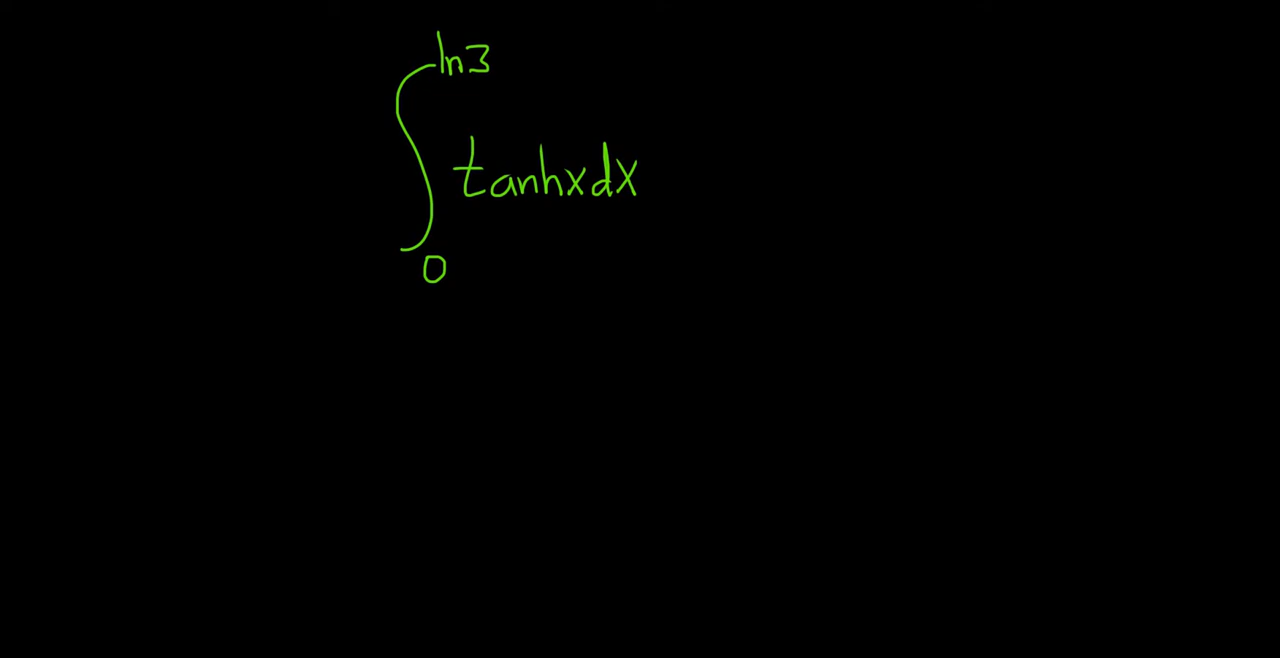 ln3
∫ tanhxdx
0